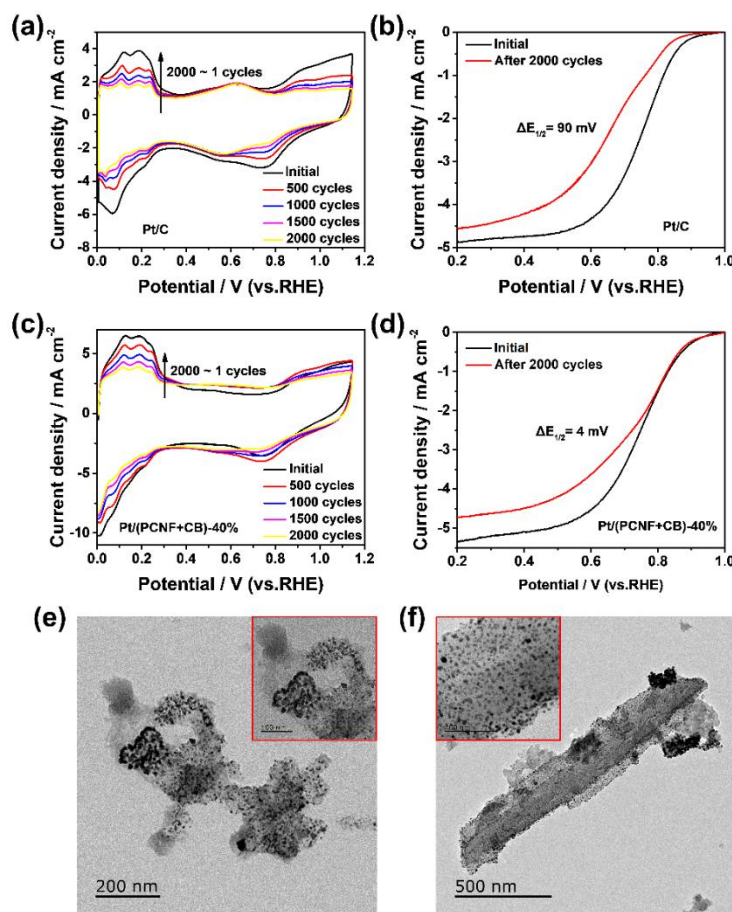 (a)
4
2
0
-2
-4
-6
-8
Current density / mA cm-2
2000 ~ 1 cycles
Initial
500 cycles
1000 cycles
1500 cycles
2000 cycles
Pt/C
0.0 0.2 0.4 0.6 0.8 1.0 1.2
Potential / V (vs.RHE)
(b)
0
-1
-2
-3
-4
-5
Current density / mA cm-2
Initial
After 2000 cycles
ΔE1/2= 90 mV
Pt/C
0.2 0.4 0.6 0.8 1.0
Potential / V (vs.RHE)
(c)
5
0
-5
-10
Current density / mA cm-2
2000 ~ 1 cycles
Initial
500 cycles
1000 cycles
1500 cycles
2000 cycles
Pt/(PCNF+CB)-40%
0.0 0.2 0.4 0.6 0.8 1.0 1.2
Potential / V (vs.RHE)
(d)
0
-1
-2
-3
-4
-5
Current density / mA cm-2
Initial
After 2000 cycles
ΔE1/2= 4 mV
Pt/(PCNF+CB)-40%
0.2 0.4 0.6 0.8 1.0
Potential / V (vs.RHE)
(e)
200 nm
(f)
500 nm